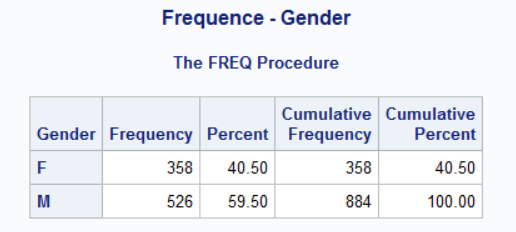 Frequence - Gender
The FREQ Procedure
Gender Frequency Percent Cumulative Frequency Cumulative Percent
F 358 40.50 358 40.50
M 526 59.50 884 100.00